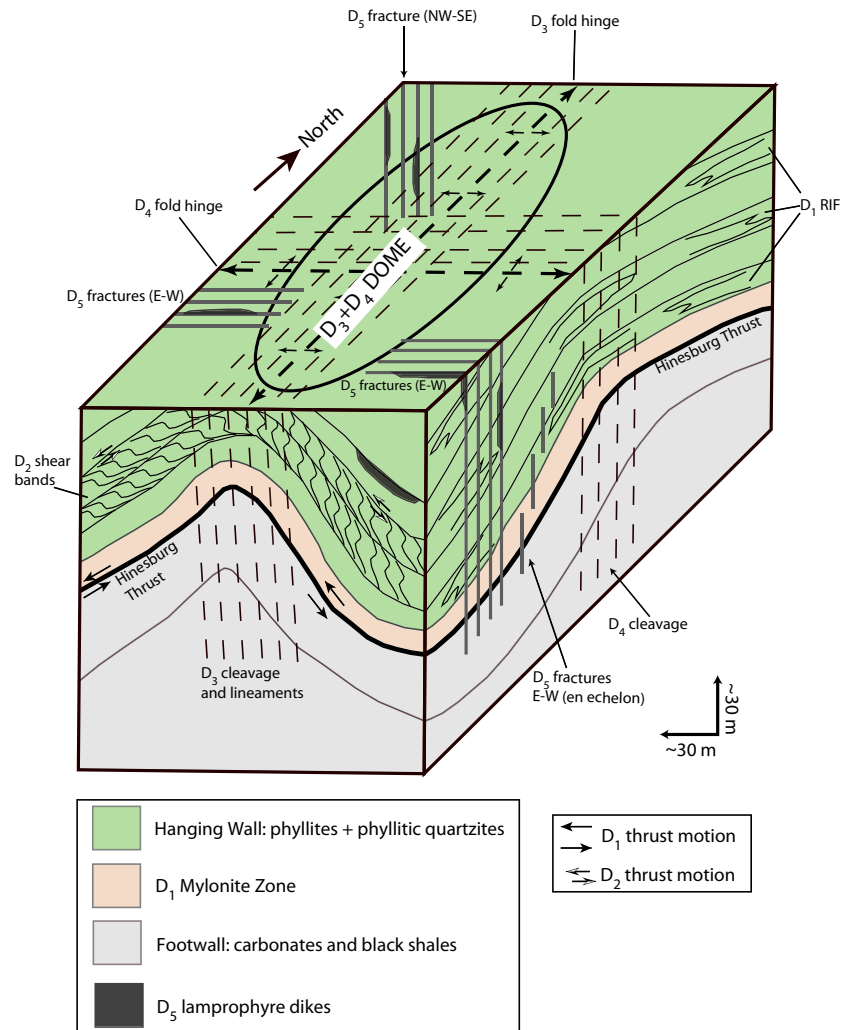 D₅ fracture (NW-SE)
D₃ fold hinge
North
D₄ fold hinge
D₁ RIF
D₅ fractures (E-W)
D₃+D₄ DOME
Hinesburg Thrust
D₅ fractures (E-W)
D₂ shear
bands
Hinesburg
Thrust
D₄ cleavage
D₃ cleavage
and lineaments
D₅ fractures
E-W (en echelon)
~30 m
~30 m
Hanging Wall: phyllites + phyllitic quartzites
D₁ Mylonite Zone
Footwall: carbonates and black shales
D₅ lamprophyre dikes
D₁ thrust motion
D₂ thrust motion